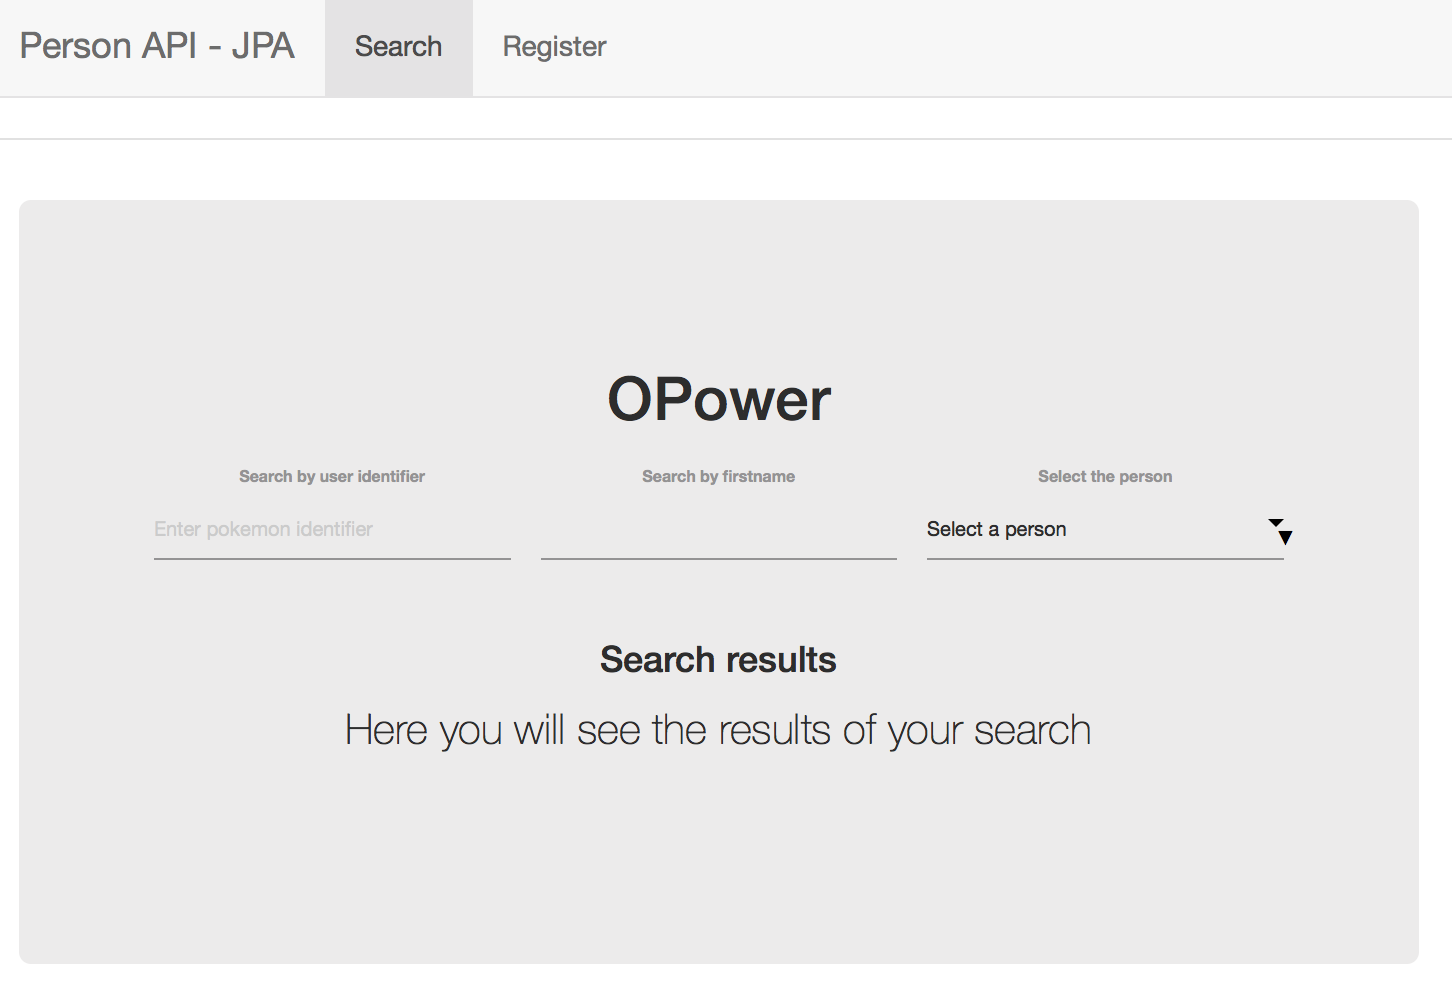 Person API - JPA Search Register
OPower
Search by user identifier Search by firstname Select the person
Enter pokemon identifier Select a person
Search results
Here you will see the results of your search